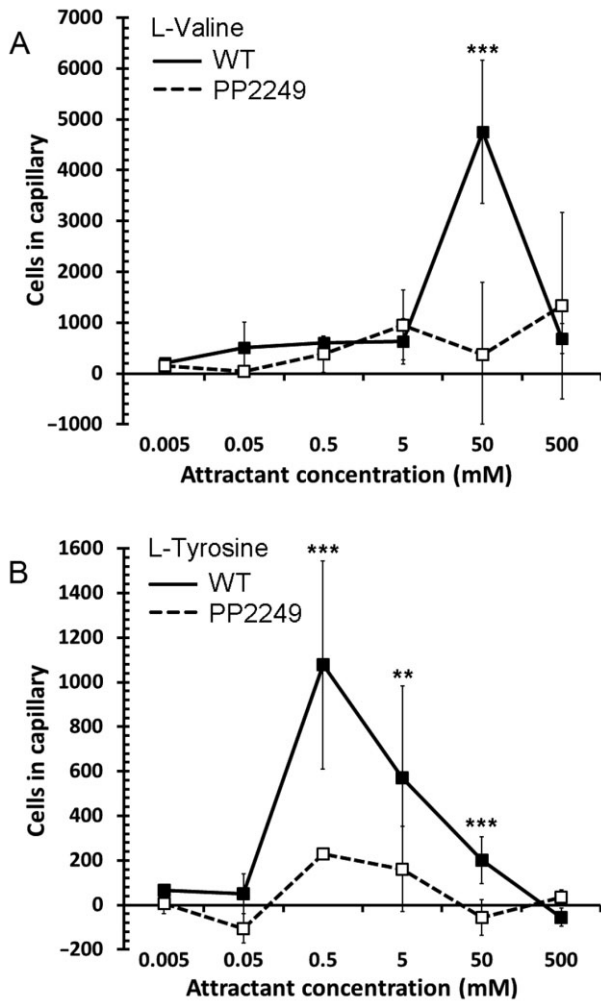 A
L-Valine
WT
PP2249
***
7000
6000
5000
4000
3000
2000
1000
0
−1000
Cells in capillary
0.005 0.05 0.5 5 50 500
Attractant concentration (mM)
B
L-Tyrosine
WT
PP2249
***
**
***
1600
1400
1200
1000
800
600
400
200
0
−200
Cells in capillary
0.005 0.05 0.5 5 50 500
Attractant concentration (mM)